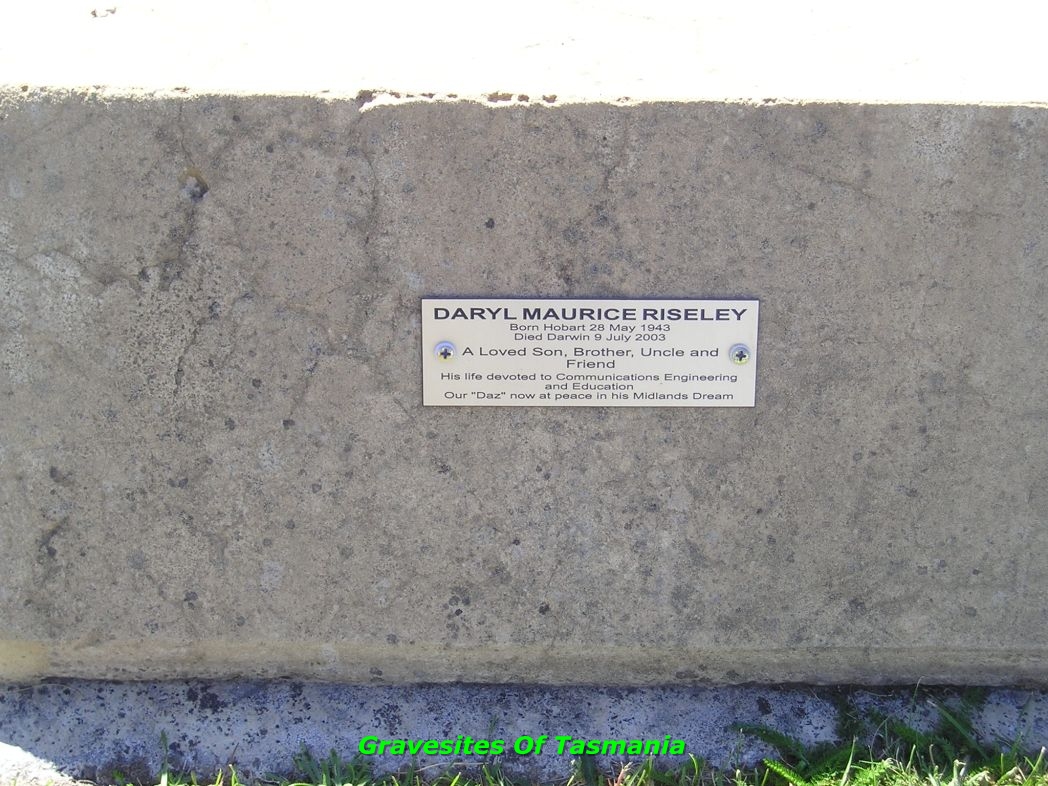 DARYL MAURICE RISELEY
Born Hobart 28 May 1943
Died Darwin 9 July 2003
A Loved Son, Brother, Uncle and
Friend
His life devoted to Communications Engineering
and Education
Our "Daz" now at peace in his Midlands Dream
Gravesites Of Tasmania